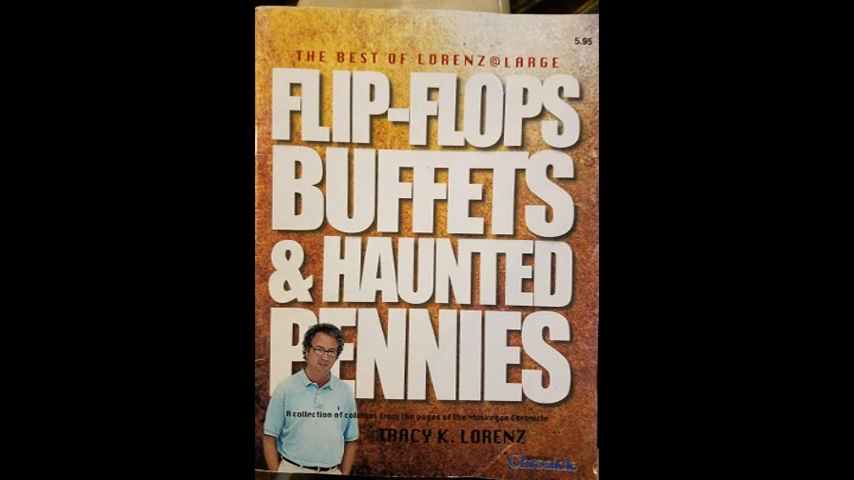 5.95
THE BEST OF LORENZ@LARGE
FLIP-FLOPS
BUFFETS
& HAUNTED
PENNIES
A collection of columns from the pages of The Muskegon Chronicle
TRACY K. LORENZ
Chronicle